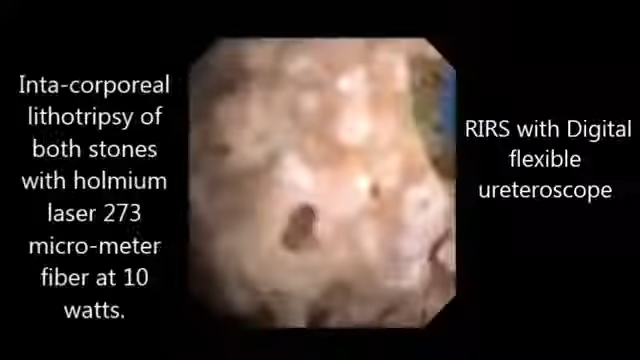 Inta-corporeal
lithotripsy of
both stones
with holmium
laser 273
micro-meter
fiber at 10
watts.
RIRS with Digital
flexible
ureteroscope